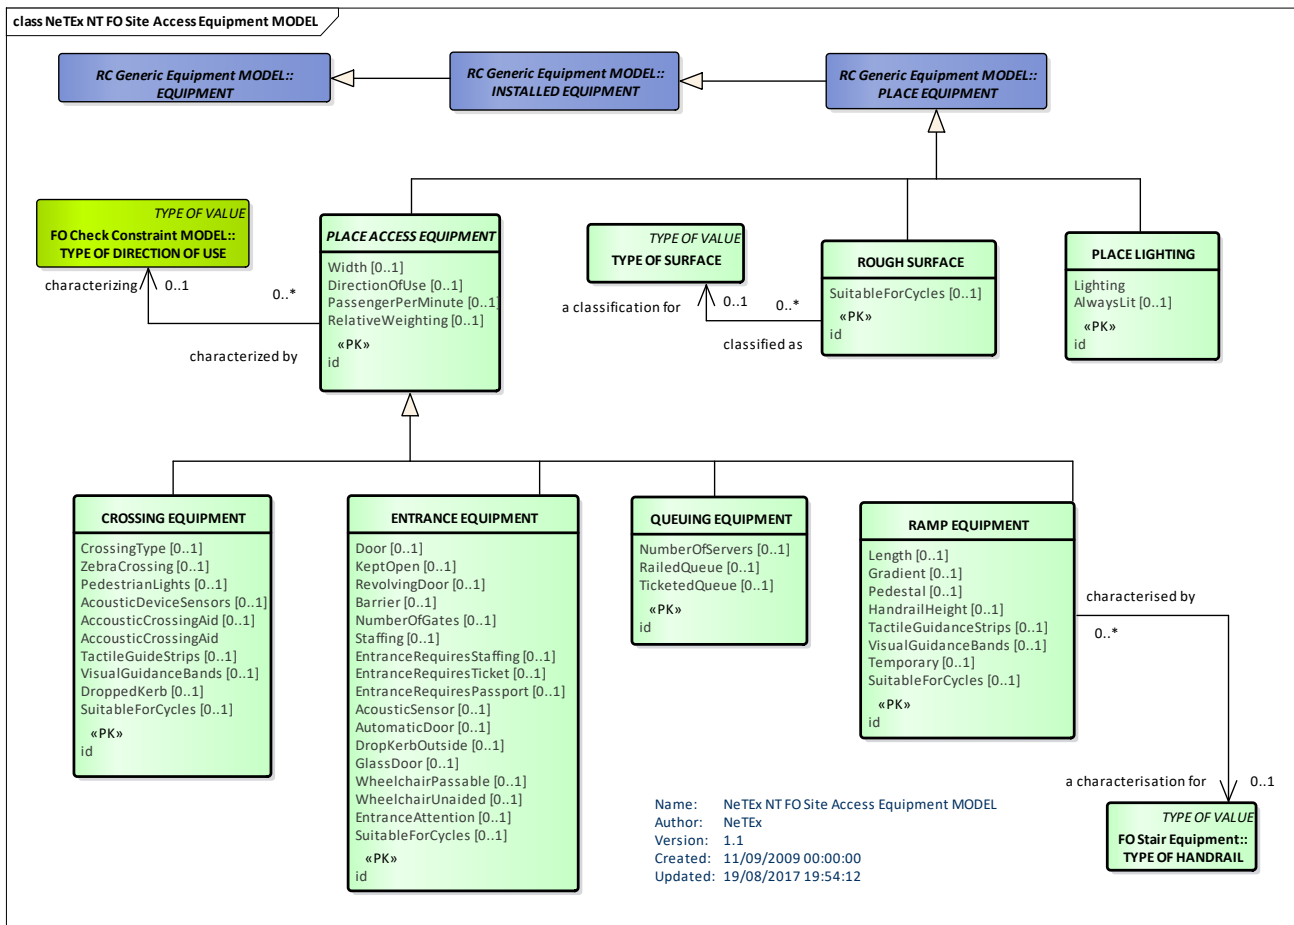 class NeTEx NT FO Site Access Equipment MODEL
RC Generic Equipment MODEL::
EQUIPMENT
RC Generic Equipment MODEL::
INSTALLED EQUIPMENT
RC Generic Equipment MODEL::
PLACE EQUIPMENT
TYPE OF VALUE
FO Check Constraint MODEL::
TYPE OF DIRECTION OF USE
characterizing
0..1
0..*
characterized by
PLACE ACCESS EQUIPMENT
Width [0..1]
DirectionOfUse [0..1]
PassengerPerMinute [0..1]
RelativeWeighting [0..1]
«PK»
id
TYPE OF VALUE
TYPE OF SURFACE
a classification for
0..1
0..*
classified as
ROUGH SURFACE
SuitableForCycles [0..1]
«PK»
id
PLACE LIGHTING
Lighting
AlwaysLit [0..1]
«PK»
id
CROSSING EQUIPMENT
CrossingType [0..1]
ZebraCrossing [0..1]
PedestrianLights [0..1]
AcousticDeviceSensors [0..1]
AccousticCrossingAid [0..1]
AccousticCrossingAid
TactileGuideStrips [0..1]
VisualGuidanceBands [0..1]
DroppedKerb [0..1]
SuitableForCycles [0..1]
«PK»
id
ENTRANCE EQUIPMENT
Door [0..1]
KeptOpen [0..1]
RevolvingDoor [0..1]
Barrier [0..1]
NumberOfGates [0..1]
Staffing [0..1]
EntranceRequiresStaffing [0..1]
EntranceRequiresTicket [0..1]
EntranceRequiresPassport [0..1]
AcousticSensor [0..1]
AutomaticDoor [0..1]
DropKerbOutside [0..1]
GlassDoor [0..1]
WheelchairPassable [0..1]
WheelchairUnaided [0..1]
EntranceAttention [0..1]
SuitableForCycles [0..1]
«PK»
id
QUEUING EQUIPMENT
NumberOfServers [0..1]
RailedQueue [0..1]
TicketedQueue [0..1]
«PK»
id
RAMP EQUIPMENT
Length [0..1]
Gradient [0..1]
Pedestal [0..1]
HandrailHeight [0..1]
TactileGuidanceStrips [0..1]
VisualGuidanceBands [0..1]
Temporary [0..1]
SuitableForCycles [0..1]
«PK»
id
characterised by
0..*
a characterisation for
0..1
TYPE OF VALUE
FO Stair Equipment::
TYPE OF HANDRAIL
Name: NeTEx NT FO Site Access Equipment MODEL
Author: NeTEx
Version: 1.1
Created: 11/09/2009 00:00:00
Updated: 19/08/2017 19:54:12